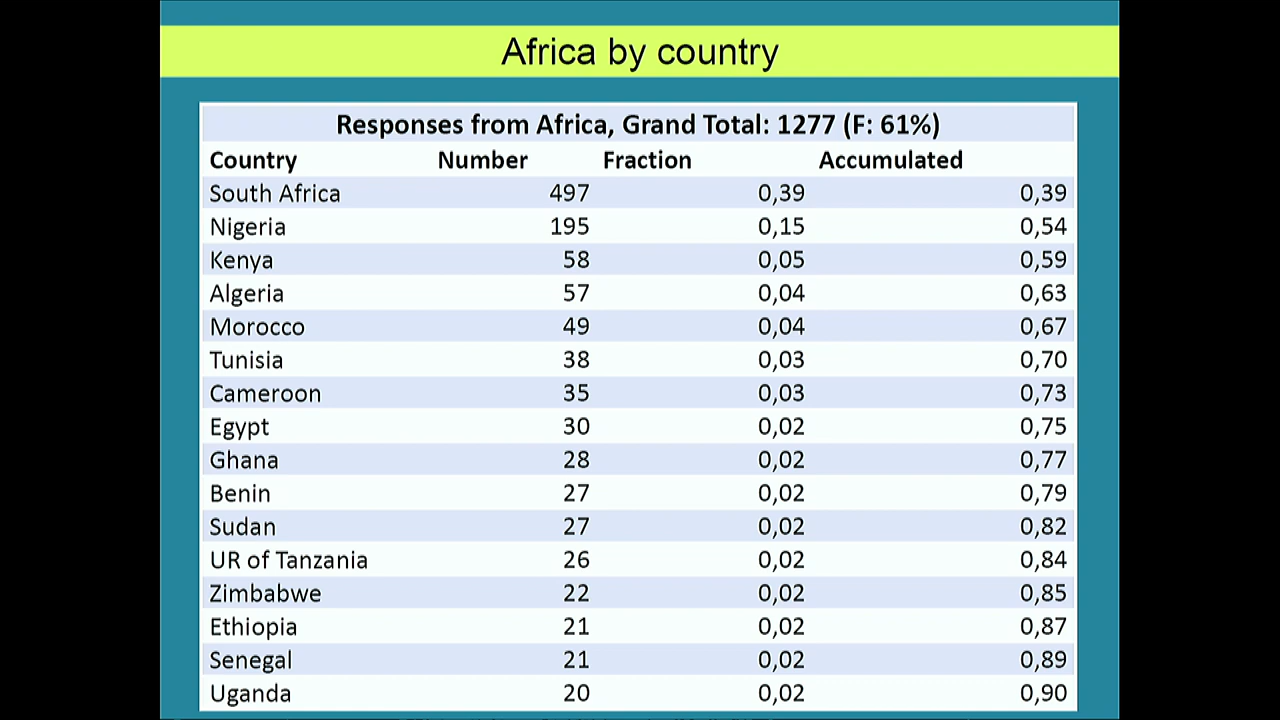 Africa by country
Responses from Africa, Grand Total: 1277 (F: 61%)
Country Number Fraction Accumulated
South Africa 497 0,39 0,39
Nigeria 195 0,15 0,54
Kenya 58 0,05 0,59
Algeria 57 0,04 0,63
Morocco 49 0,04 0,67
Tunisia 38 0,03 0,70
Cameroon 35 0,03 0,73
Egypt 30 0,02 0,75
Ghana 28 0,02 0,77
Benin 27 0,02 0,79
Sudan 27 0,02 0,82
UR of Tanzania 26 0,02 0,84
Zimbabwe 22 0,02 0,85
Ethiopia 21 0,02 0,87
Senegal 21 0,02 0,89
Uganda 20 0,02 0,90